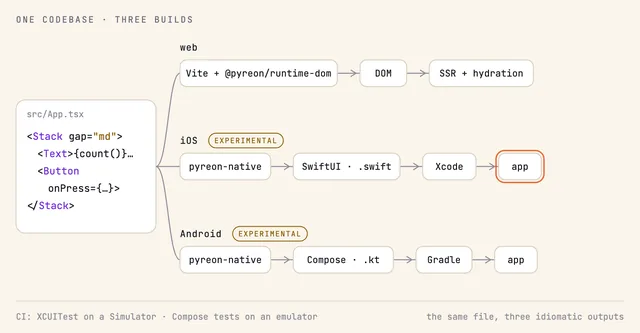 ONE CODEBASE · THREE BUILDS
web
Vite + @pyreon/runtime-dom
DOM
SSR + hydration
src/App.tsx
<Stack gap="md">
<Text>{count()}…
<Button
onPress={…}>
</Stack>
iOS
EXPERIMENTAL
pyreon-native
SwiftUI · .swift
Xcode
app
Android
EXPERIMENTAL
pyreon-native
Compose · .kt
Gradle
app
CI: XCUITest on a Simulator · Compose tests on an emulator
the same file, three idiomatic outputs